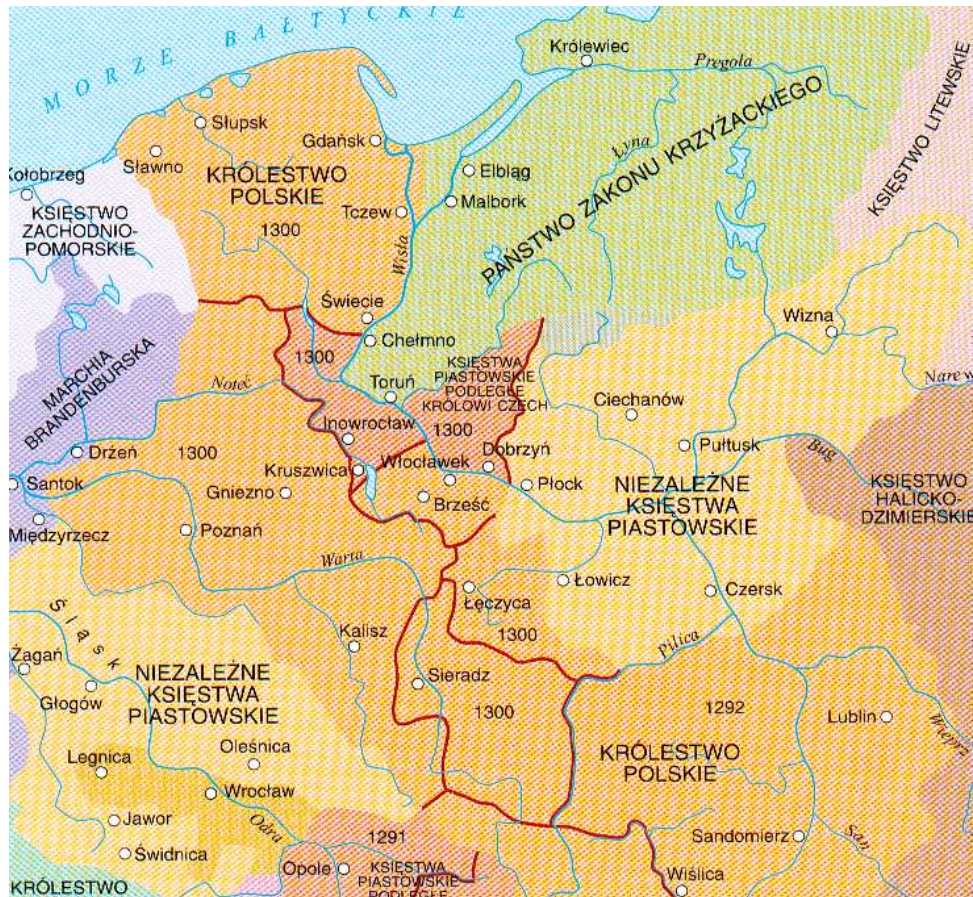 MORZE BAŁTYCKIE
Królewiec
Pregoła
Słupsk
Gdańsk
Sławno
Kołobrzeg
KRÓLESTWO
POLSKIE
1300
Elbląg
Malbork
Łyna
PAŃSTWO ZAKONU KRZYŻACKIEGO
KSIĘSTWO LITEWSKIE
KSIĘSTWO
ZACHODNIO-
POMORSKIE
Tczew
Wisła
Świecie
Chełmno
Wizna
MARCHIA
BRANDENBURSKA
1300
KSIĘSTWA
PIASTOWSKIE
PODLEGŁE
KRÓLOWI CZECH
1300
Noteć
Toruń
Narew
Ciechanów
Inowrocław
Drżeń
1300
Dobrzyń
Pułtusk
Bug
Kruszwica
Włocławek
Santok
Gniezno
Brześć
Płock
NIEZALEŻNE
KSIĘSTWA
PIASTOWSKIE
KSIĘSTWO
HALICKO-
DZIMIERSKIE
Międzyrzecz
Poznań
Warta
Łęczyca
Łowicz
Czersk
Śląsk
Kalisz
1300
Pilica
Żagań
Głogów
NIEZALEŻNE
KSIĘSTWA
PIASTOWSKIE
Sieradz
1300
1292
Lublin
Wieprz
Legnica
Oleśnica
KRÓLESTWO
POLSKIE
Wrocław
Jawor
Odra
1291
Sandomierz
San
Świdnica
Opole
KSIĘSTWA
PIASTOWSKIE
PODLEGŁE
Wiślica
KRÓLESTWO